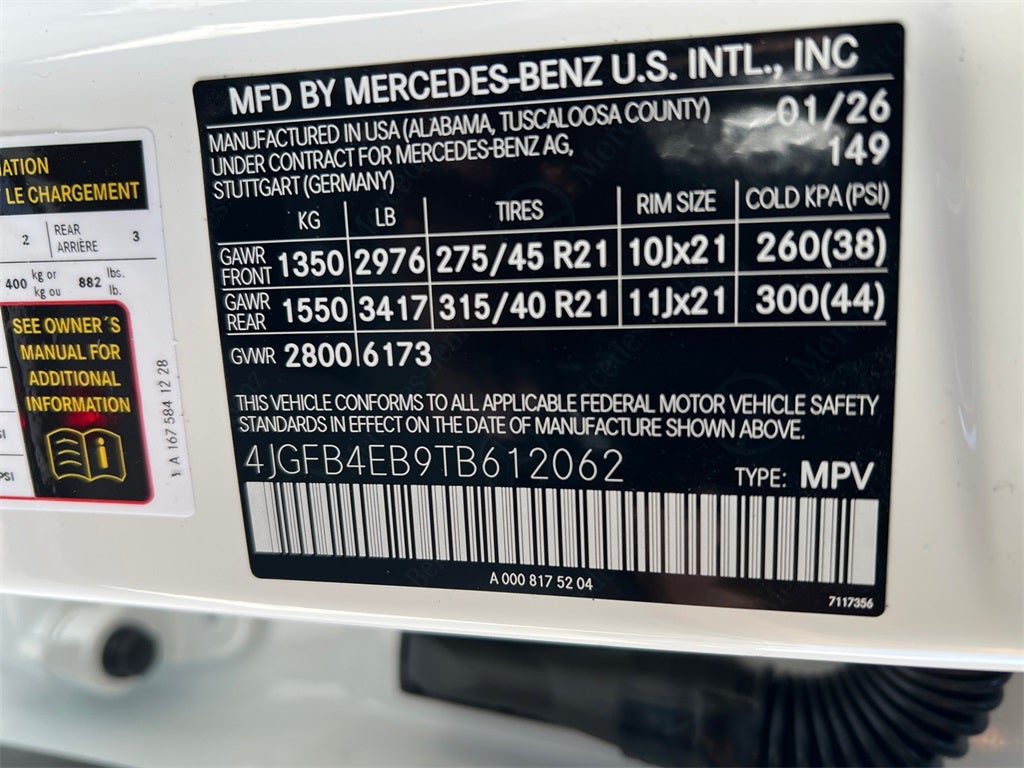 MATION
LE CHARGEMENT
2 REAR ARRIÈRE 3
400 kg or kg ou 882 lbs. lb.
SEE OWNER´S
MANUAL FOR
ADDITIONAL
INFORMATION
PSI
A 167 584 12 28
MFD BY MERCEDES-BENZ U.S. INTL., INC
MANUFACTURED IN USA (ALABAMA, TUSCALOOSA COUNTY) 01/26
UNDER CONTRACT FOR MERCEDES-BENZ AG, 149
STUTTGART (GERMANY)
KG LB TIRES RIM SIZE COLD KPA (PSI)
GAWR FRONT 1350 2976 275/45 R21 10Jx21 260(38)
GAWR REAR 1550 3417 315/40 R21 11Jx21 300(44)
GVWR 2800 6173
THIS VEHICLE CONFORMS TO ALL APPLICABLE FEDERAL MOTOR VEHICLE SAFETY
STANDARDS IN EFFECT ON THE DATE OF MANUFACTURE SHOWN ABOVE.
4JGFB4EB9TB612062 TYPE: MPV
A 000 817 52 04
7117356